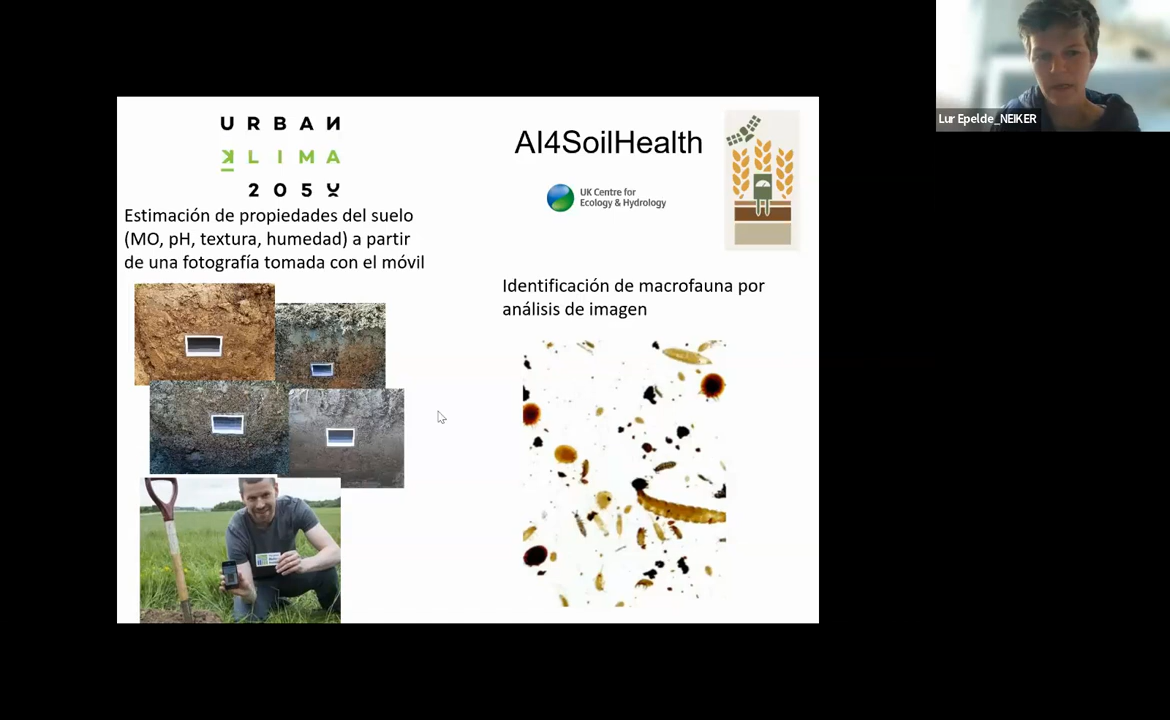 URBAN
KLIMA
2050
Estimación de propiedades del suelo
(MO, pH, textura, humedad) a partir
de una fotografía tomada con el móvil
AI4SoilHealth
UK Centre for
Ecology & Hydrology
Identificación de macrofauna por
análisis de imagen
Lur Epelde_NEIKER